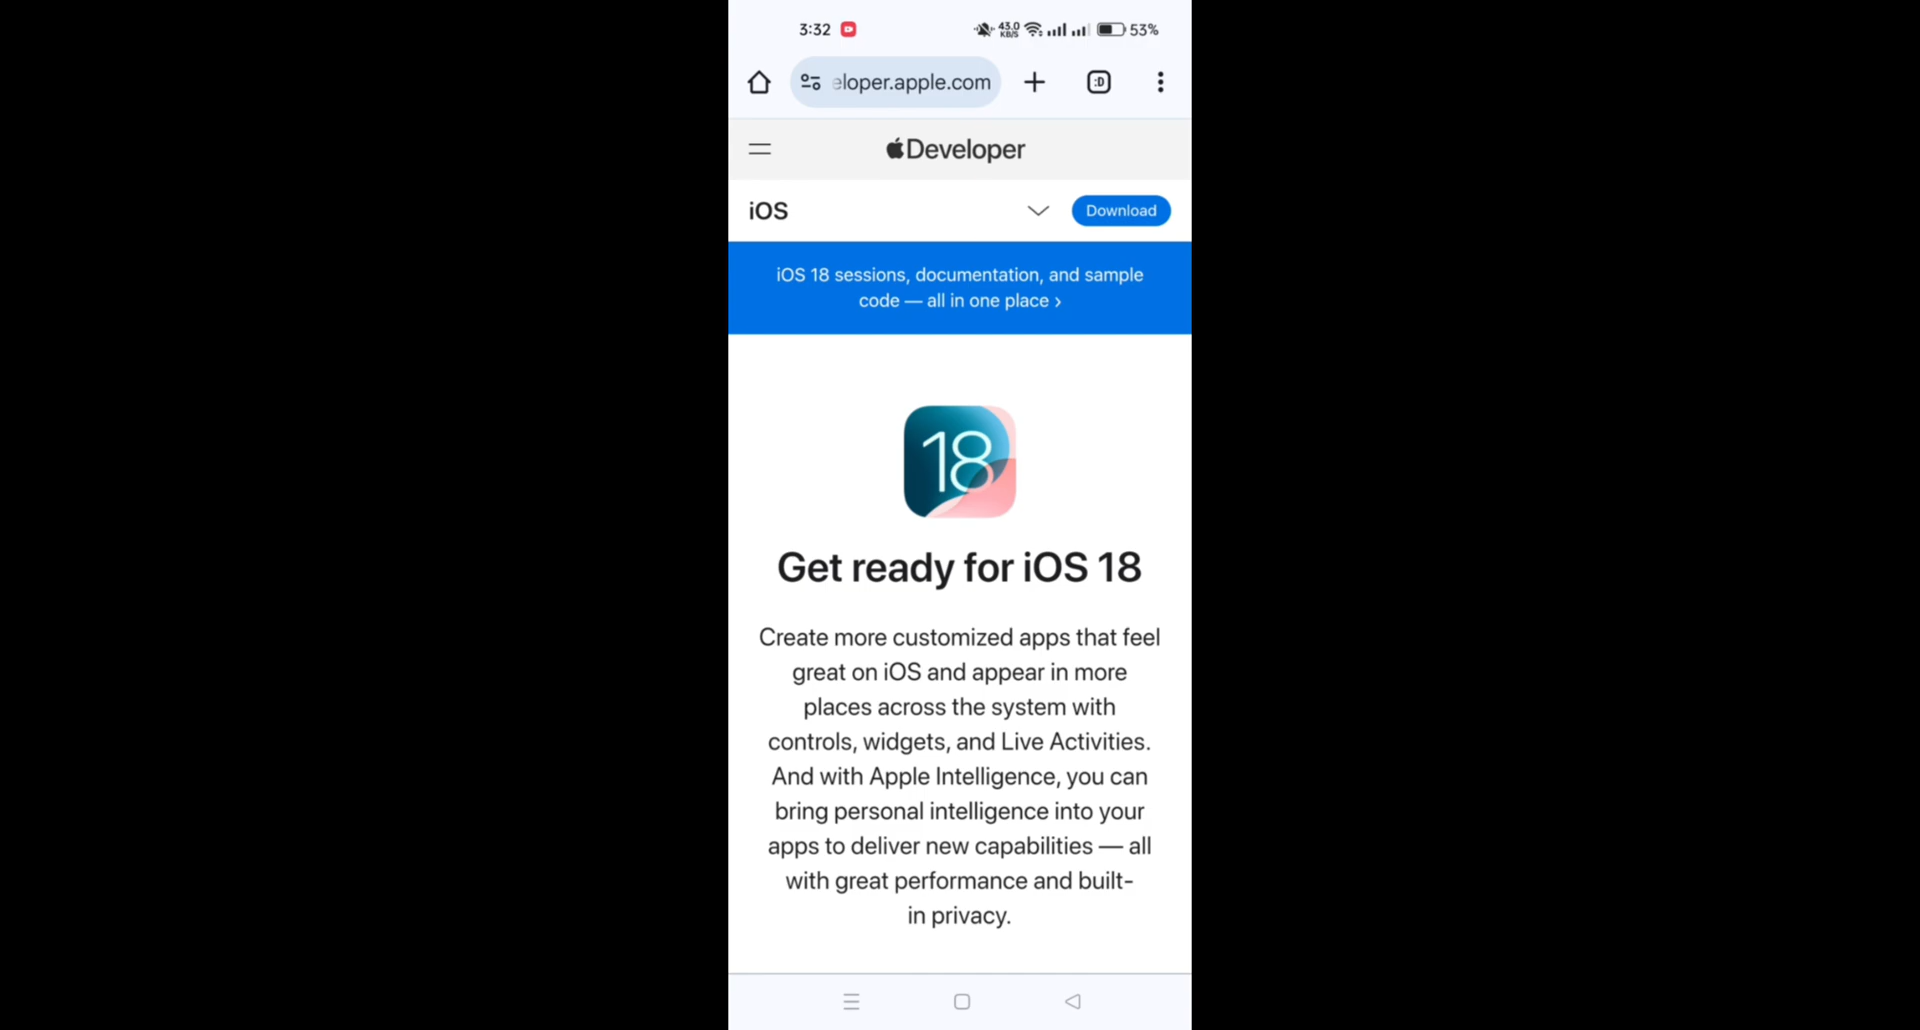 3:32
43.0
KB/S
53%
eloper.apple.com
:D
Developer
iOS
Download
iOS 18 sessions, documentation, and sample
code — all in one place ›
18
Get ready for iOS 18
Create more customized apps that feel
great on iOS and appear in more
places across the system with
controls, widgets, and Live Activities.
And with Apple Intelligence, you can
bring personal intelligence into your
apps to deliver new capabilities — all
with great performance and built-
in privacy.